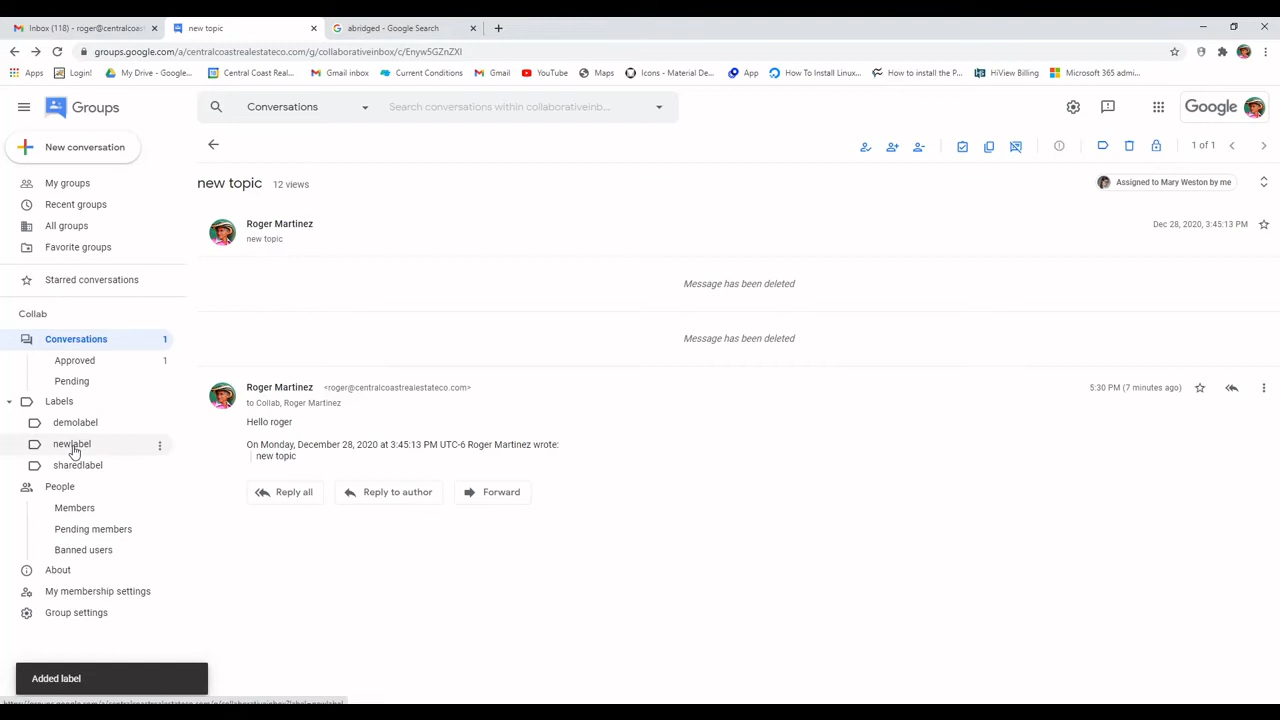 Inbox (118) - roger@centralcoast
new topic
abridged - Google Search
groups.google.com/a/centralcoastrealestateco.com/g/collaborativeinbox/c/Enyw5GZnZXI
Apps
Login!
My Drive - Google...
Central Coast Real...
Gmail inbox
Current Conditions
Gmail
YouTube
Maps
Icons - Material De...
App
How To Install Linux...
How to install the P...
HiView Billing
Microsoft 365 admi...
Groups
Conversations
Search conversations within collaborativeinb...
Google
New conversation
1 of 1
My groups
Recent groups
All groups
Favorite groups
Starred conversations
Collab
Conversations 1
Approved 1
Pending
Labels
demolabel
newlabel
sharedlabel
People
Members
Pending members
Banned users
About
My membership settings
Group settings
new topic 12 views
Assigned to Mary Weston by me
Roger Martinez
Dec 28, 2020, 3:45:13 PM
new topic
Message has been deleted
Message has been deleted
Roger Martinez <roger@centralcoastrealestateco.com>
5:30 PM (7 minutes ago)
to Collab, Roger Martinez
Hello roger
On Monday, December 28, 2020 at 3:45:13 PM UTC-6 Roger Martinez wrote:
new topic
Reply all
Reply to author
Forward
Added label